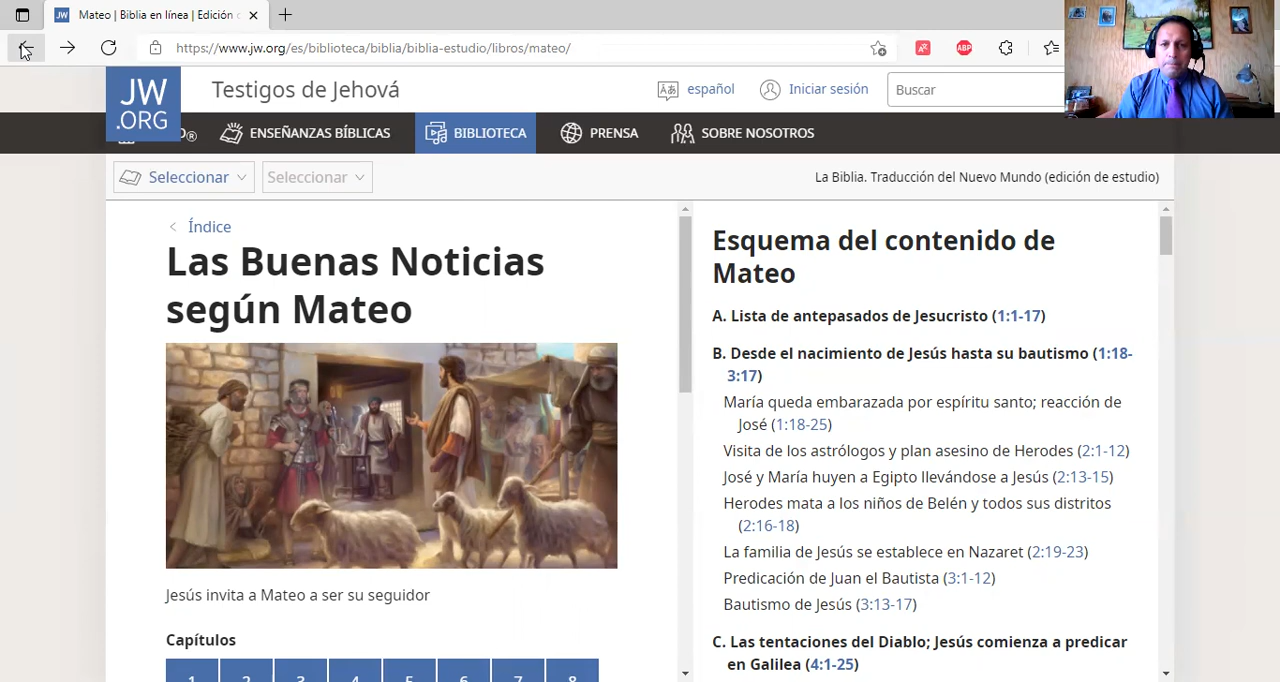 Mateo | Biblia en línea | Edición
https://www.jw.org/es/biblioteca/biblia/biblia-estudio/libros/mateo/
ABP
JW
.ORG
Testigos de Jehová
español
Iniciar sesión
Buscar
ENSEÑANZAS BÍBLICAS
BIBLIOTECA
PRENSA
SOBRE NOSOTROS
Seleccionar
Seleccionar
La Biblia. Traducción del Nuevo Mundo (edición de estudio)
Índice
Las Buenas Noticias
según Mateo
Jesús invita a Mateo a ser su seguidor
Capítulos
1 2 3 4 5 6 7 8
Esquema del contenido de
Mateo
A. Lista de antepasados de Jesucristo (1:1-17)
B. Desde el nacimiento de Jesús hasta su bautismo (1:18-
3:17)
María queda embarazada por espíritu santo; reacción de
José (1:18-25)
Visita de los astrólogos y plan asesino de Herodes (2:1-12)
José y María huyen a Egipto llevándose a Jesús (2:13-15)
Herodes mata a los niños de Belén y todos sus distritos
(2:16-18)
La familia de Jesús se establece en Nazaret (2:19-23)
Predicación de Juan el Bautista (3:1-12)
Bautismo de Jesús (3:13-17)
C. Las tentaciones del Diablo; Jesús comienza a predicar
en Galilea (4:1-25)